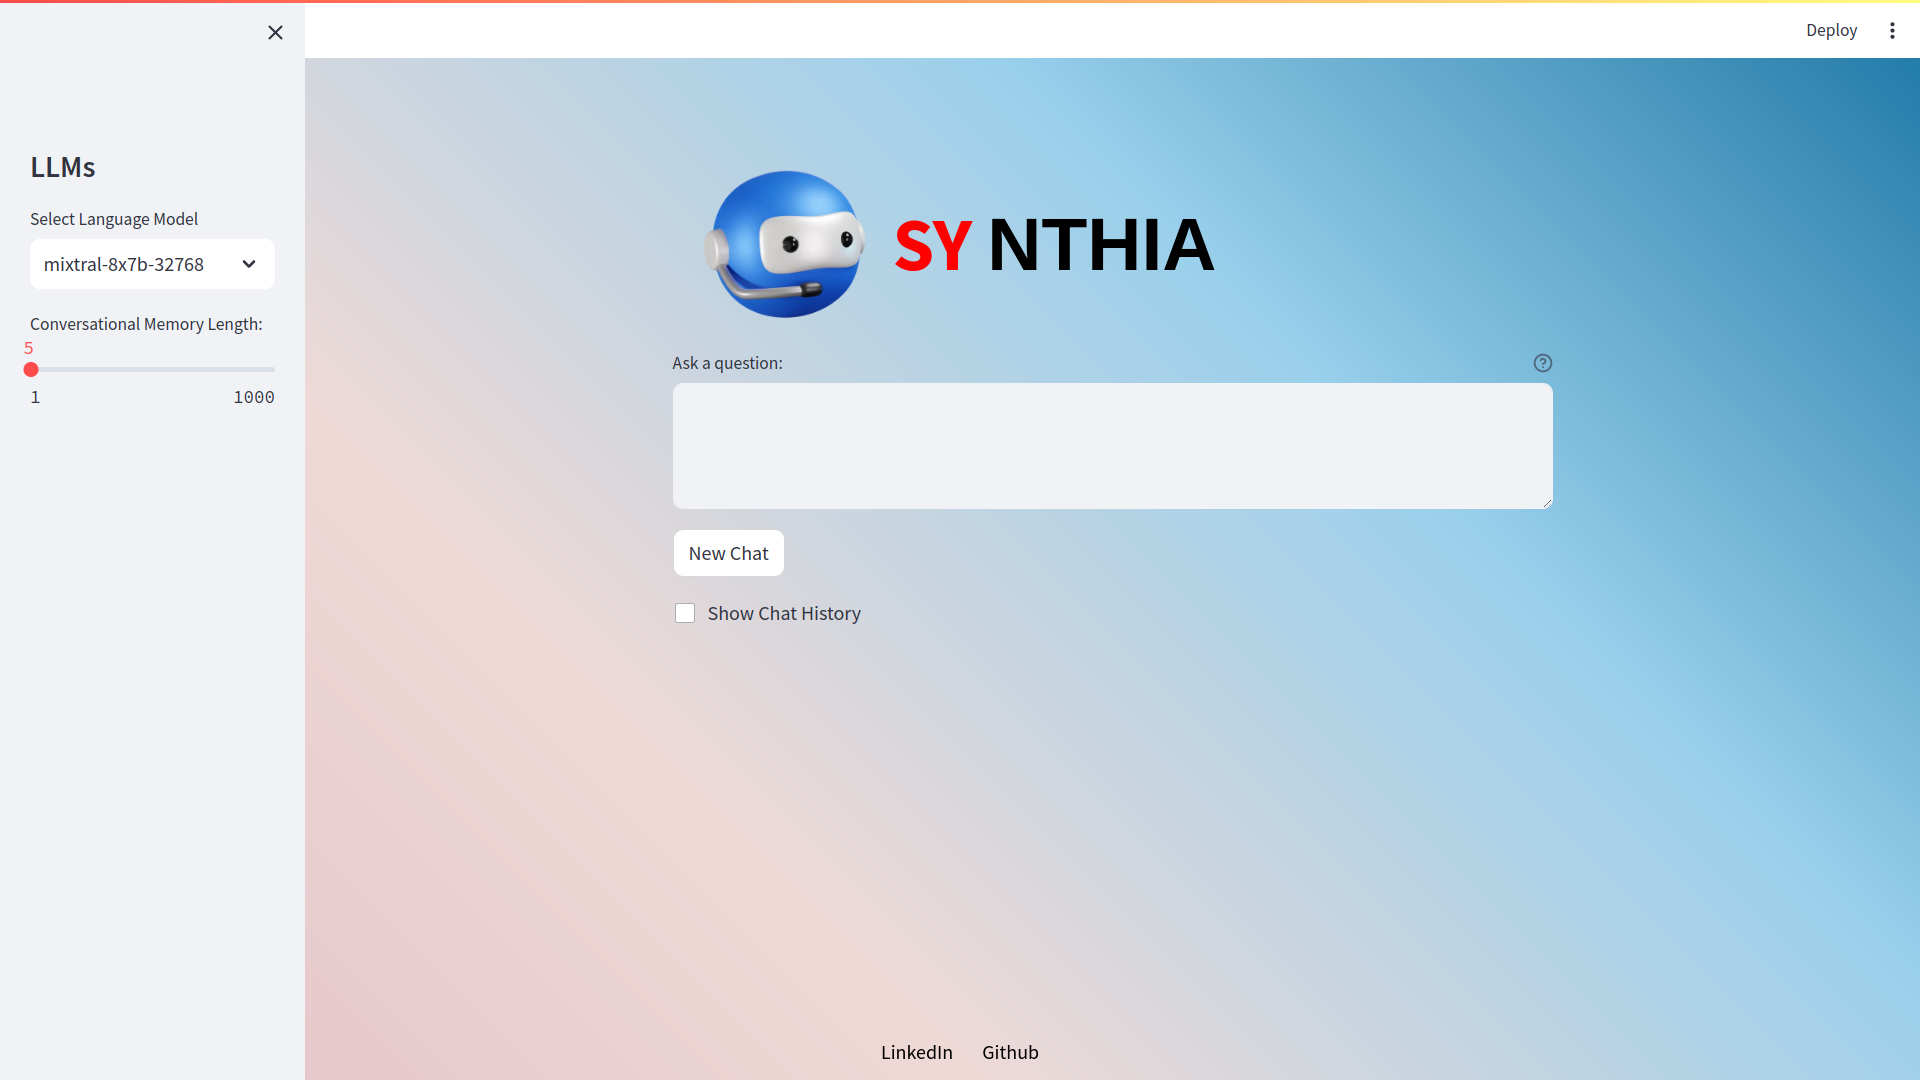 Deploy
LLMs
Select Language Model
mixtral-8x7b-32768
Conversational Memory Length:
5
1 1000
SY NTHIA
Ask a question:
New Chat
Show Chat History
LinkedIn Github